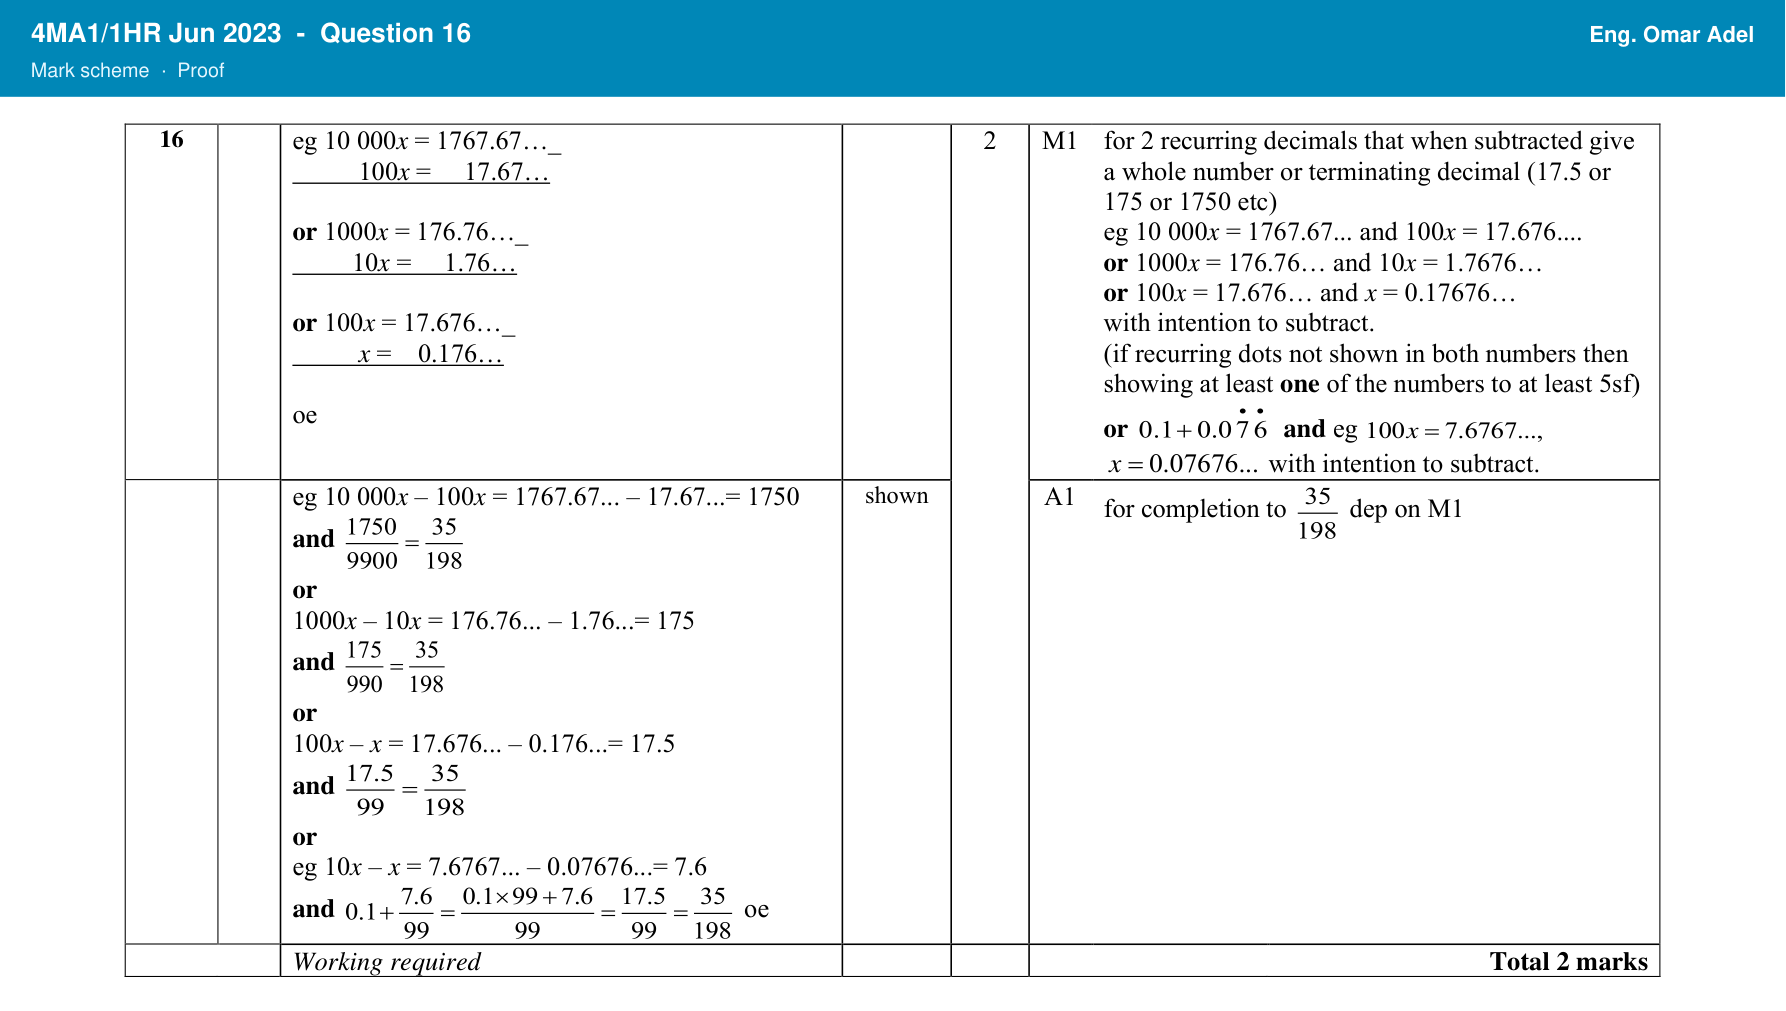 4MA1/1HR Jun 2023 - Question 16
Eng. Omar Adel
Mark scheme · Proof
16
eg 10 000x = 1767.67…_
100x = 17.67…
or 1000x = 176.76…_
10x = 1.76…
or 100x = 17.676…_
x = 0.176…
oe
2
M1 for 2 recurring decimals that when subtracted give
a whole number or terminating decimal (17.5 or
175 or 1750 etc)
eg 10 000x = 1767.67... and 100x = 17.676....
or 1000x = 176.76… and 10x = 1.7676…
or 100x = 17.676… and x = 0.17676…
with intention to subtract.
(if recurring dots not shown in both numbers then
showing at least one of the numbers to at least 5sf)
or 0.1 + 0.07̇6̇ and eg 100x = 7.6767...,
x = 0.07676... with intention to subtract.
eg 10 000x – 100x = 1767.67... – 17.67...= 1750
and 1750/9900 = 35/198
or
1000x – 10x = 176.76... – 1.76...= 175
and 175/990 = 35/198
or
100x – x = 17.676... – 0.176...= 17.5
and 17.5/99 = 35/198
or
eg 10x – x = 7.6767... – 0.07676...= 7.6
and 0.1 + 7.6/99 = (0.1×99 + 7.6)/99 = 17.5/99 = 35/198 oe
shown
A1 for completion to 35/198 dep on M1
Working required
Total 2 marks